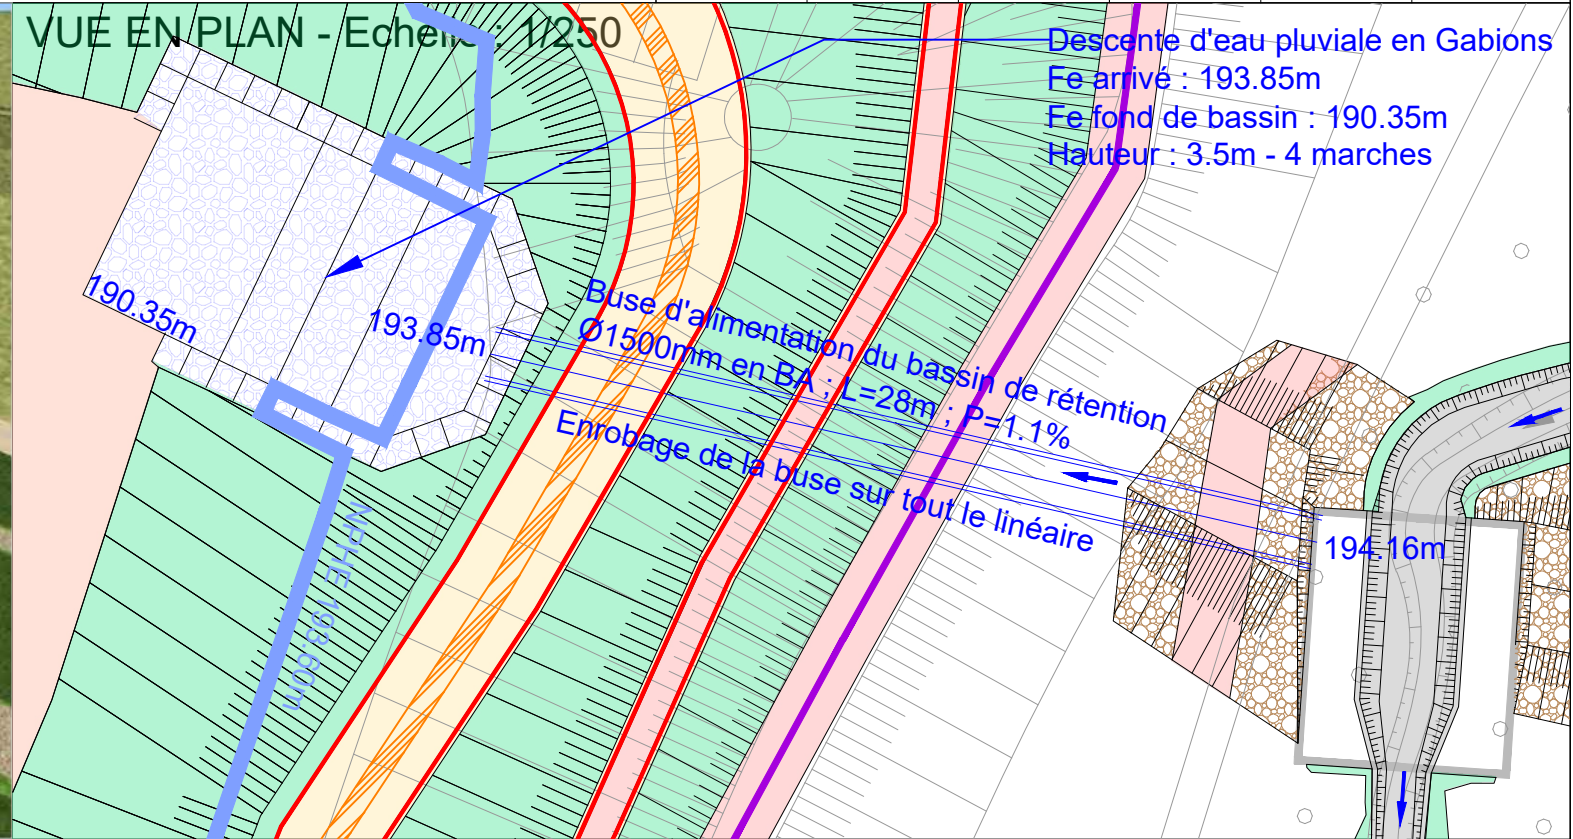 VUE EN PLAN - Echelle : 1/250
Descente d'eau pluviale en Gabions
Fe arrivé : 193.85m
Fe fond de bassin : 190.35m
Hauteur : 3.5m - 4 marches
190.35m
193.85m
Buse d'alimentation du bassin de rétention
Ø1500mm en BA ; L=28m ; P=1.1%
Enrobage de la buse sur tout le linéaire
194.16m
NPHE 193.60m